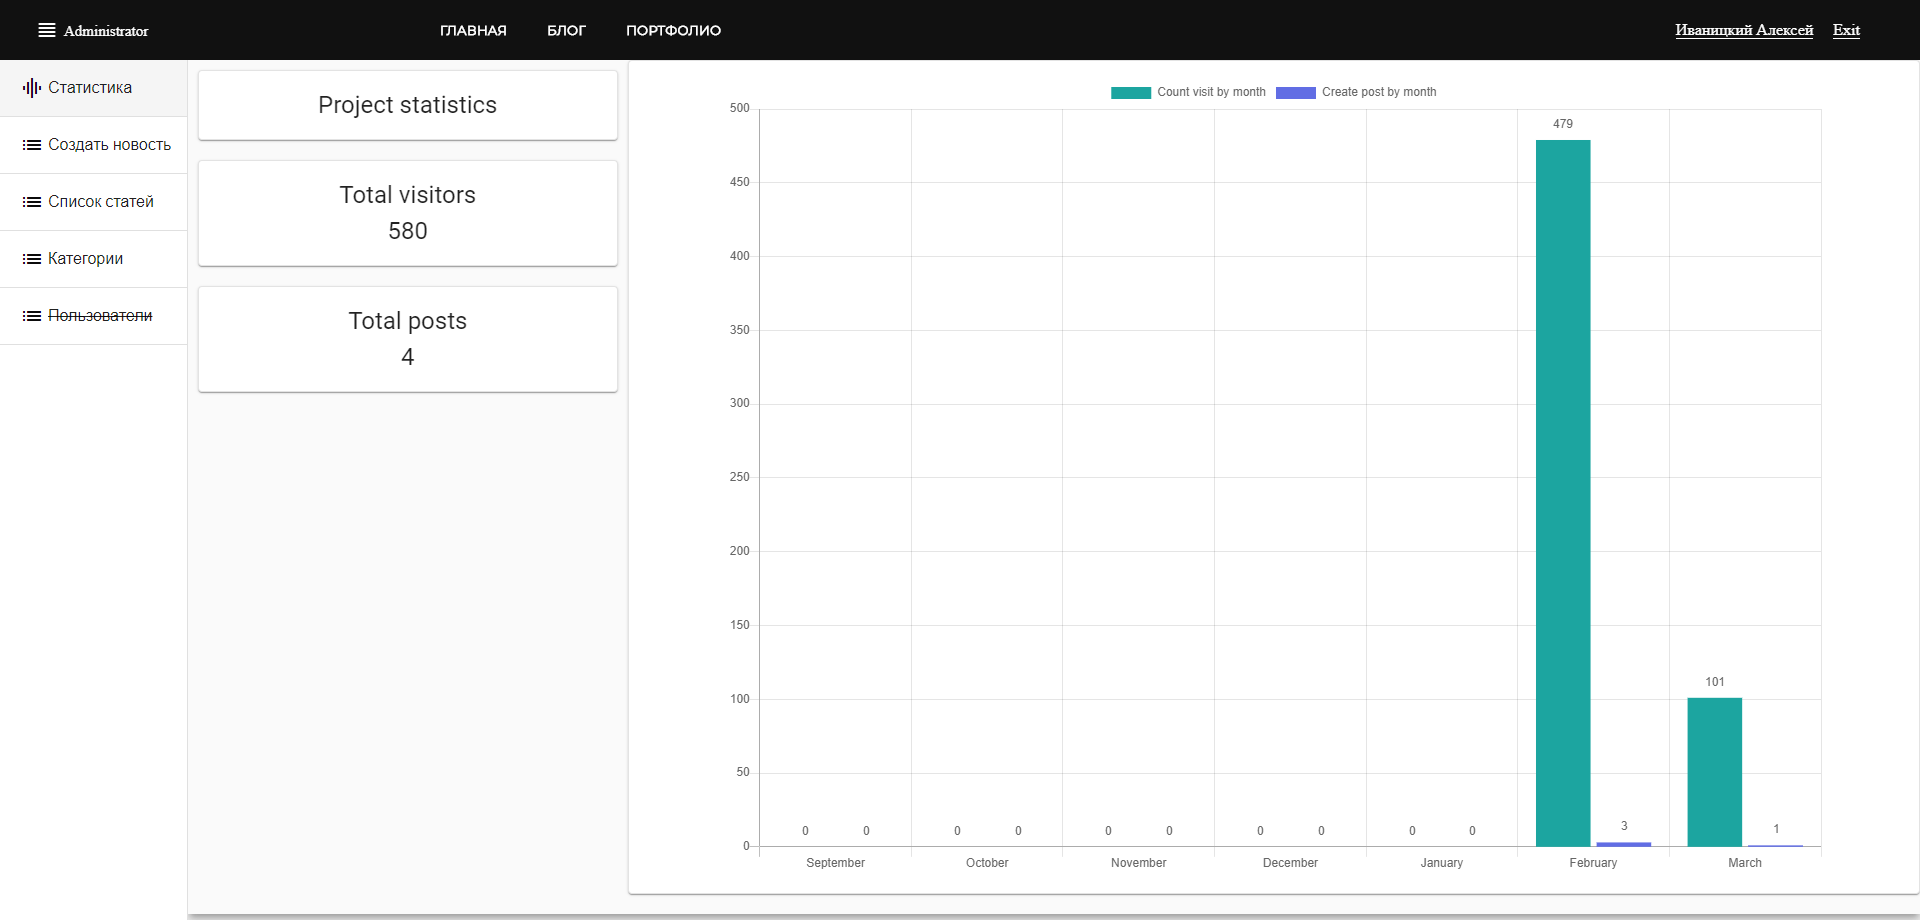 Administrator
ГЛАВНАЯ БЛОГ ПОРТФОЛИО
Иваницкий Алексей Exit
Статистика
Создать новость
Список статей
Категории
Пользователи
Project statistics
Total visitors
580
Total posts
4
Count visit by month Create post by month
500
450
400
350
300
250
200
150
100
50
0
479
101
0 0 0 0 0 0 0 0 0 0 3 1
September October November December January February March